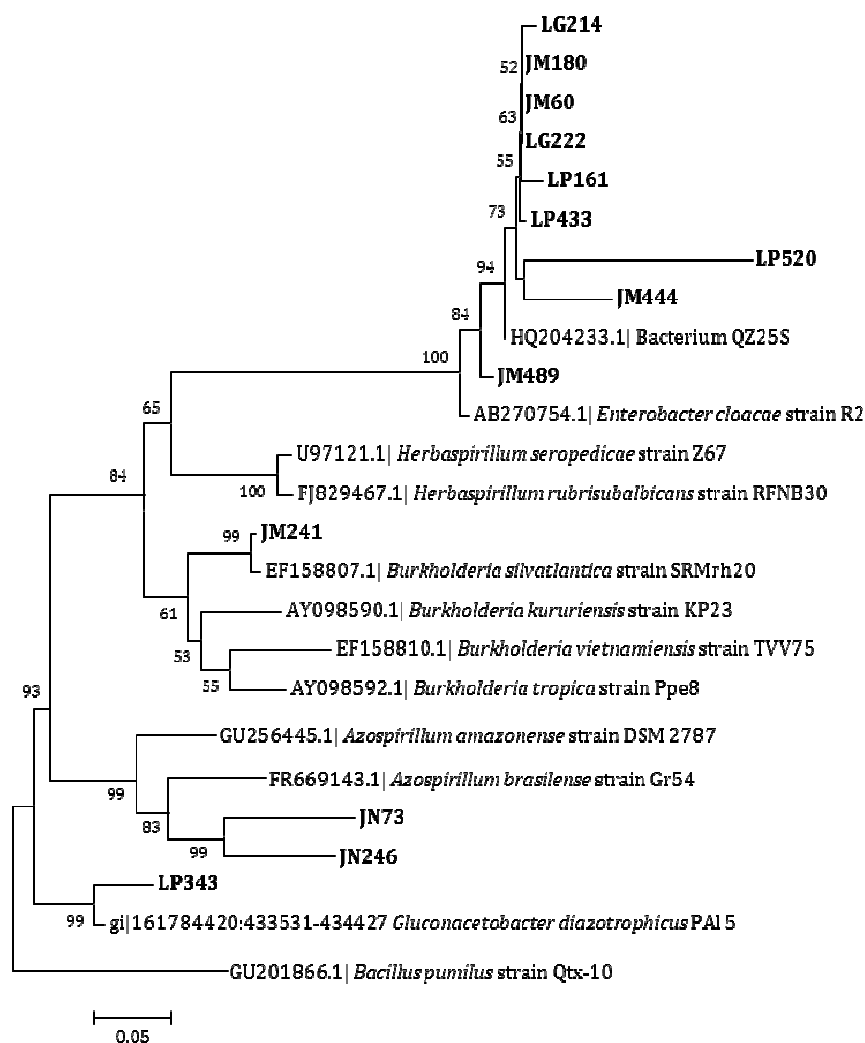 LG214
52 JM180
JM60
63
LG222
55
LP161
73 LP433
LP520
94
JM444
84
HQ204233.1| Bacterium QZ25S
100
JM489
65 AB270754.1| Enterobacter cloacae strain R2
U97121.1| Herbaspirillum seropedicae strain Z67
84
100 FJ829467.1| Herbaspirillum rubrisubalbicans strain RFNB30
99 JM241
EF158807.1| Burkholderia silvatlantica strain SRMrh20
61 AY098590.1| Burkholderia kururiensis strain KP23
53 EF158810.1| Burkholderia vietnamiensis strain TVV75
55 AY098592.1| Burkholderia tropica strain Ppe8
93
GU256445.1| Azospirillum amazonense strain DSM 2787
FR669143.1| Azospirillum brasilense strain Gr54
99
JN73
83
99 JN246
LP343
99 gi|161784420:433531-434427 Gluconacetobacter diazotrophicus PAl 5
GU201866.1| Bacillus pumilus strain Qtx-10
0.05